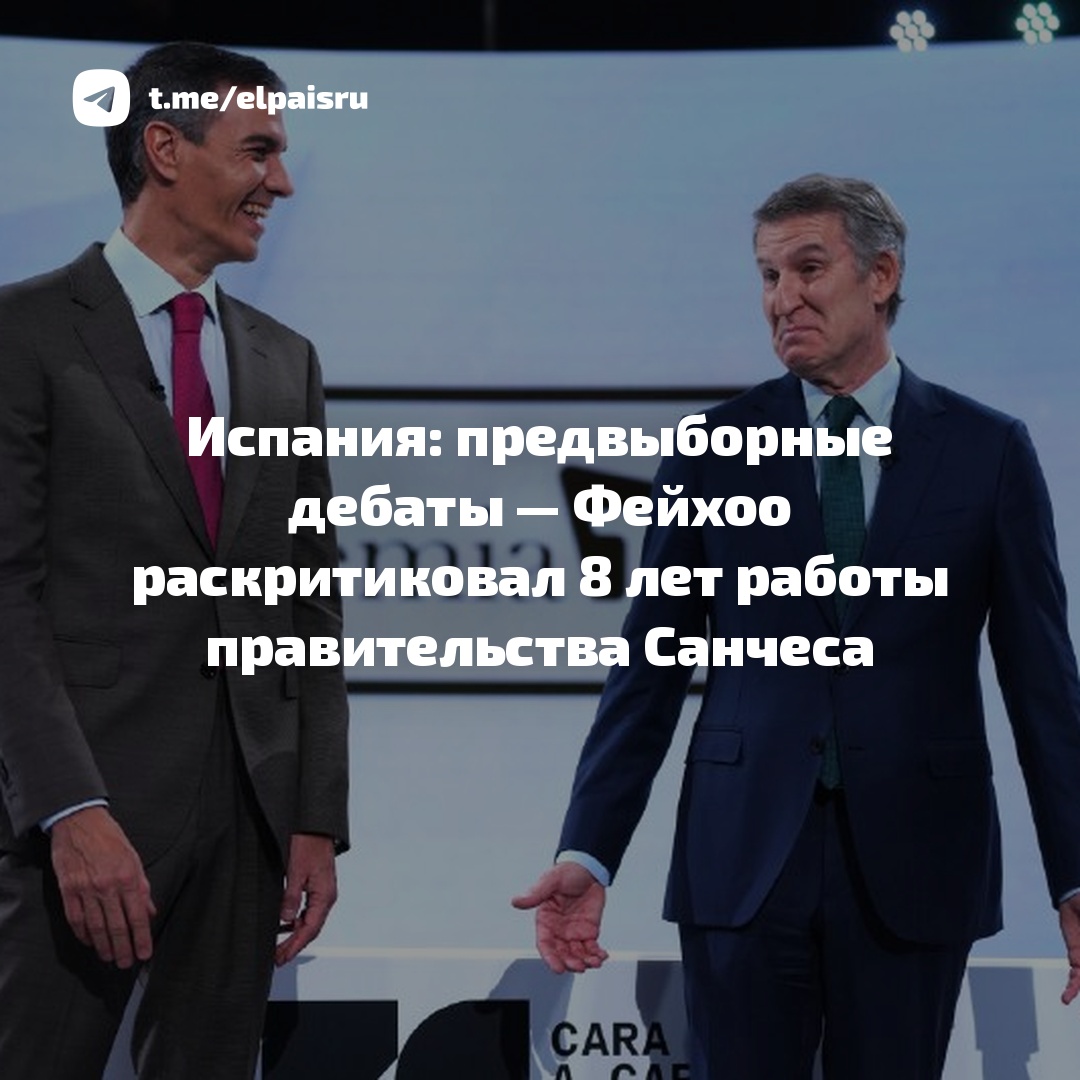 t.me/elpaisru
Испания: предвыборные
дебаты — Фейхоо
раскритиковал 8 лет работы
правительства Санчеса
CARA